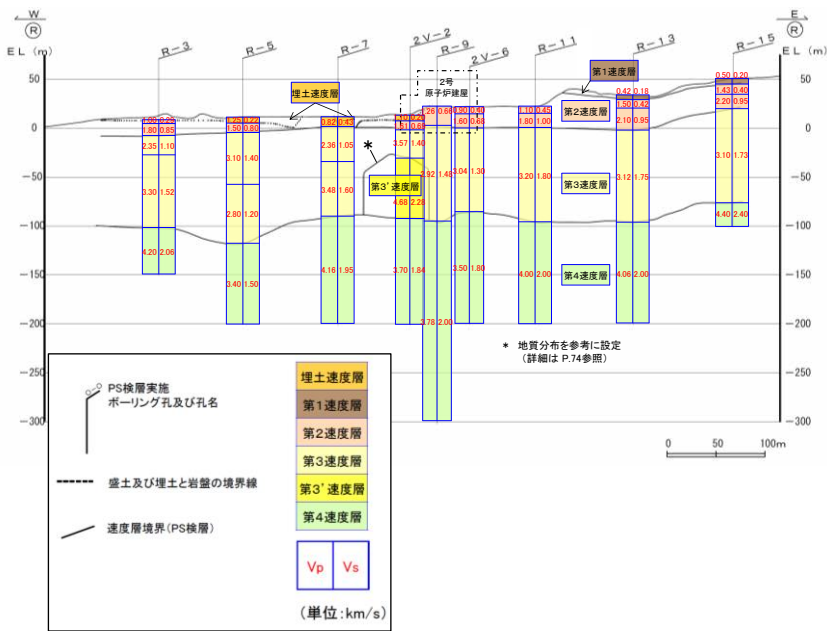 W
E
R
R
EL (m)
EL (m)
R-3
R-5
R-7
2V-2
R-9
2V-6
R-11
R-13
R-15
50
0
-50
-100
-150
-200
-250
-300
50
0
-50
-100
-150
-200
-250
-300
埋土速度層
2号
原子炉建屋
第1速度層
第2速度層
第3速度層
第3'速度層
第4速度層
*
1.80 0.85
2.35 1.10
3.30 1.52
4.20 2.06
1.50 0.80
3.10 1.40
2.80 1.20
3.40 1.50
0.82 0.43
2.36 1.05
3.48 1.60
4.16 1.95
3.57 1.40
4.68 2.28
3.70 1.84
1.48
3.78 2.00
1.60 0.68
3.04 1.30
3.50 1.80
1.10 0.45
1.80 1.00
3.20 1.80
4.00 2.00
0.42 0.18
1.50 0.42
2.10 0.95
3.12 1.75
4.06 2.00
0.50 0.20
1.43 0.40
2.20 0.95
3.10 1.73
4.40 2.40
* 地質分布を参考に設定
(詳細は P.74参照)
0 50 100m
PS検層実施
ボーリング孔及び孔名
盛土及び埋土と岩盤の境界線
速度層境界(PS検層)
埋土速度層
第1速度層
第2速度層
第3速度層
第3'速度層
第4速度層
Vp Vs
(単位:km/s)